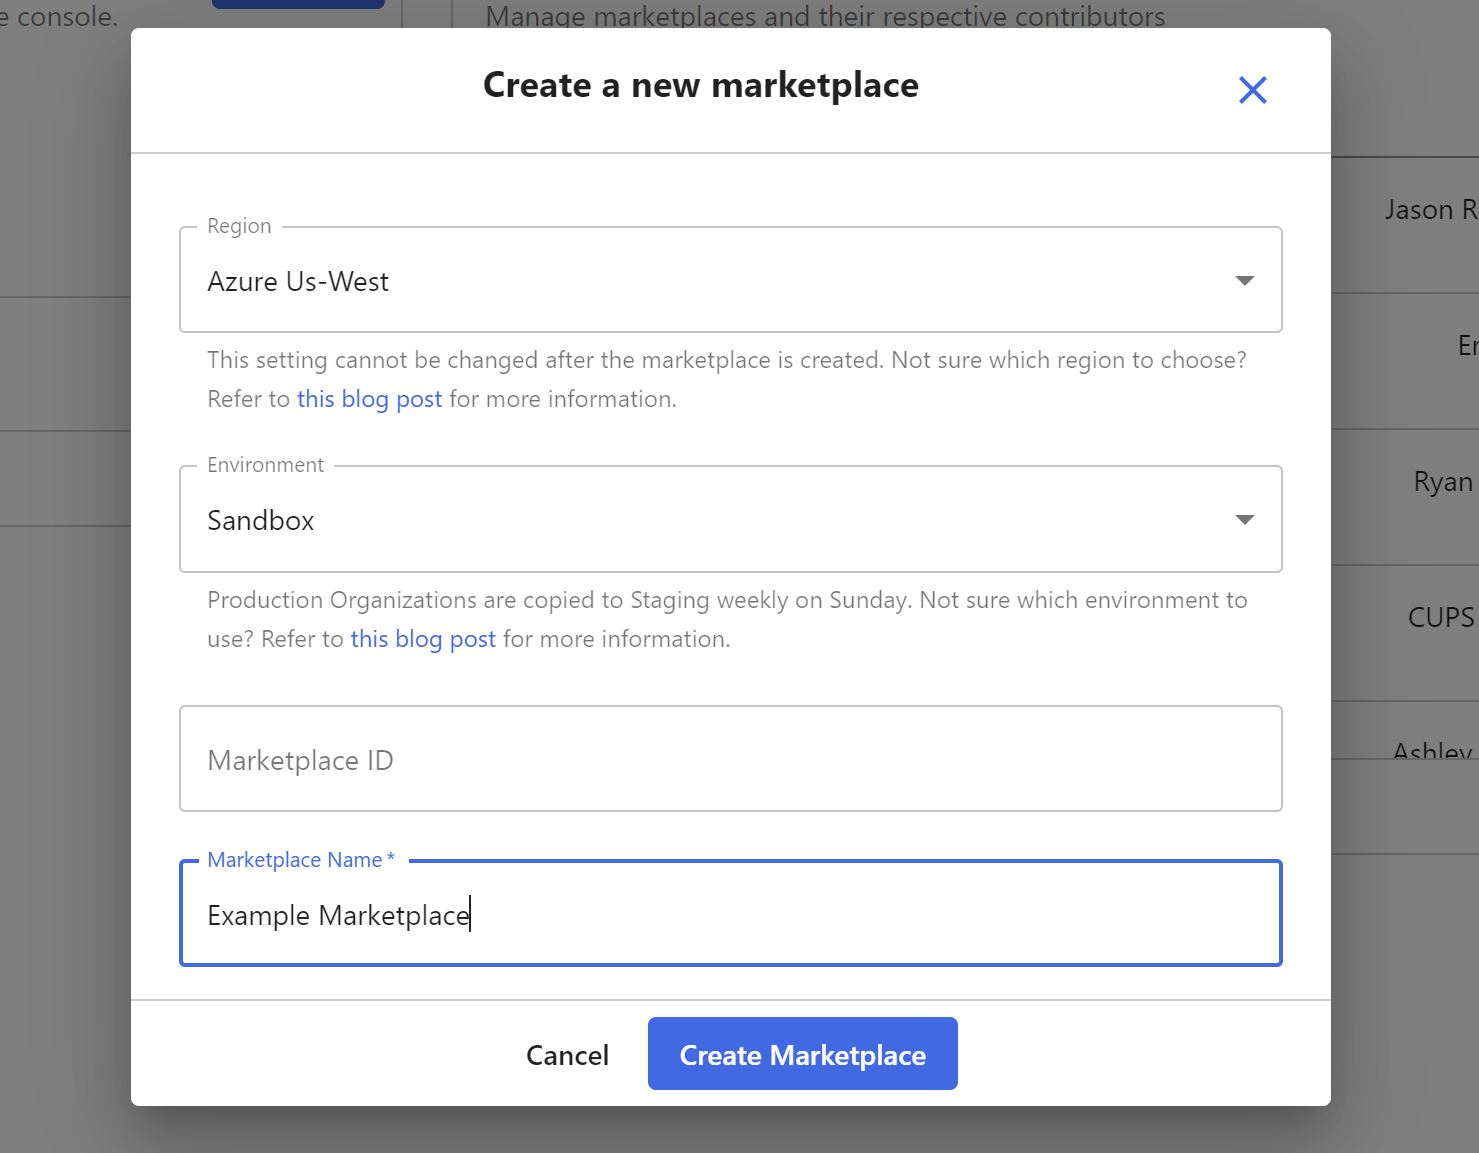 e console.
Manage marketplaces and their respective contributors
Create a new marketplace
Jason R
Region
Azure Us-West
This setting cannot be changed after the marketplace is created. Not sure which region to choose?
Refer to this blog post for more information.
Er
Environment
Ryan
Sandbox
Production Organizations are copied to Staging weekly on Sunday. Not sure which environment to
use? Refer to this blog post for more information.
CUPS
Marketplace ID
Ashley
Marketplace Name *
Example Marketplace
Cancel
Create Marketplace